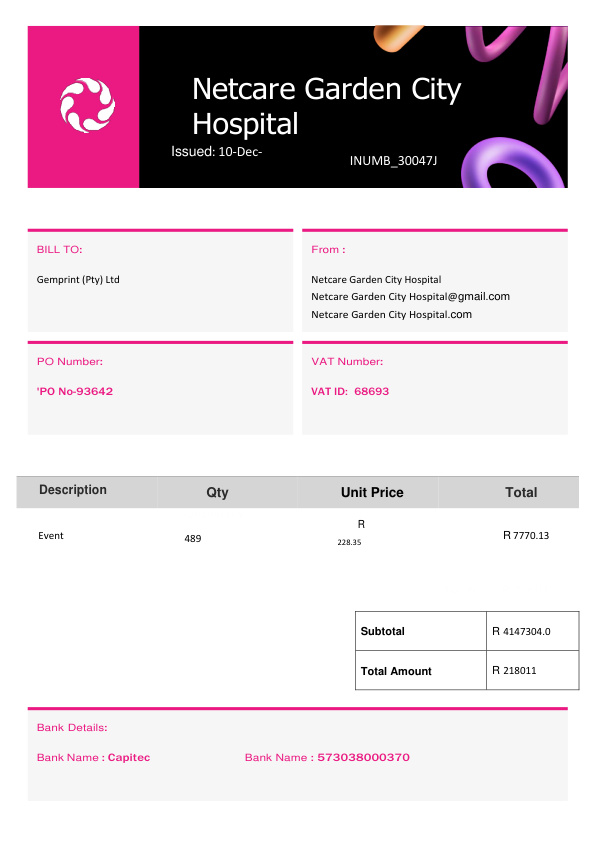 Netcare Garden City
Hospital
Issued: 10-Dec-
INUMB_30047J
BILL TO:
Gemprint (Pty) Ltd
From :
Netcare Garden City Hospital
Netcare Garden City Hospital@gmail.com
Netcare Garden City Hospital.com
PO Number:
'PO No-93642
VAT Number:
VAT ID: 68693
Description Qty Unit Price Total
Event 489 R 228.35 R 7770.13
Subtotal R 4147304.0
Total Amount R 218011
Bank Details:
Bank Name : Capitec Bank Name : 573038000370